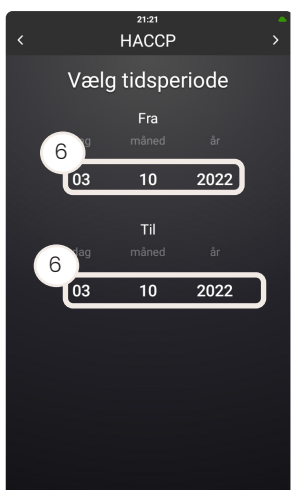 21:21
< HACCP >
Vælg tidsperiode
Fra
måned år
6
03 10 2022
Til
dag måned år
6
03 10 2022